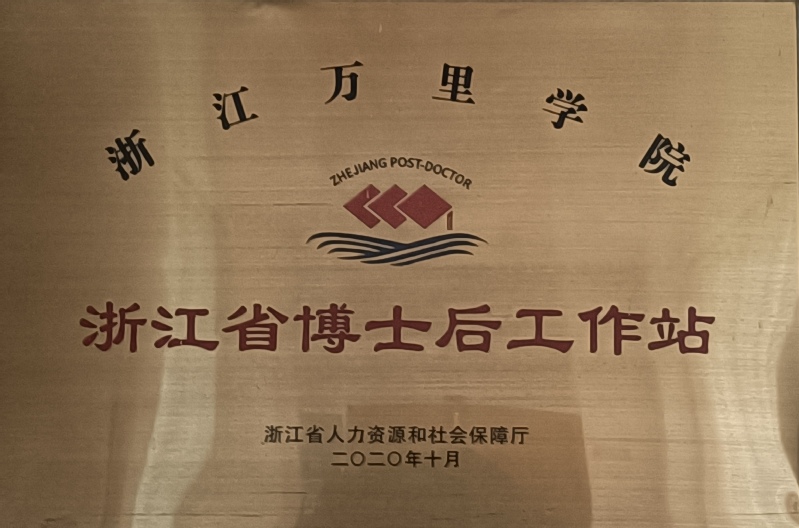 浙江万里学院
ZHEJIANG POST-DOCTOR
浙江省博士后工作站
浙江省人力资源和社会保障厅
二〇二〇年十月